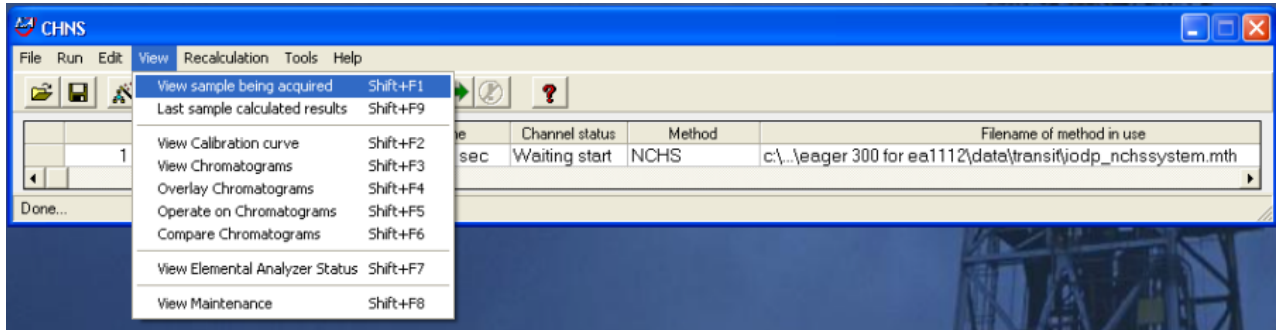 CHNS
File Run Edit View Recalculation Tools Help
View sample being acquired Shift+F1
Last sample calculated results Shift+F9
View Calibration curve Shift+F2
View Chromatograms Shift+F3
Overlay Chromatograms Shift+F4
Operate on Chromatograms Shift+F5
Compare Chromatograms Shift+F6
View Elemental Analyzer Status Shift+F7
View Maintenance Shift+F8
?
Channel status Method Filename of method in use
1 sec Waiting start NCHS c:\...\eager 300 for ea1112\data\transit\iodp_nchssystem.mth
Done...